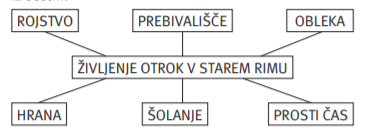 ROJSTVO
PREBIVALIŠČE
OBLEKA
ŽIVLJENJE OTROK V STAREM RIMU
HRANA
ŠOLANJE
PROSTI ČAS